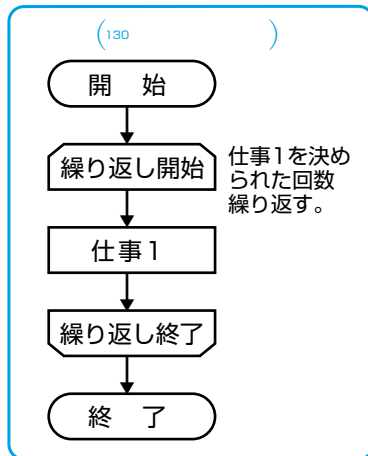 (130 )
開 始
繰り返し開始
仕事1を決め
られた回数
繰り返す。
仕事1
繰り返し終了
終 了